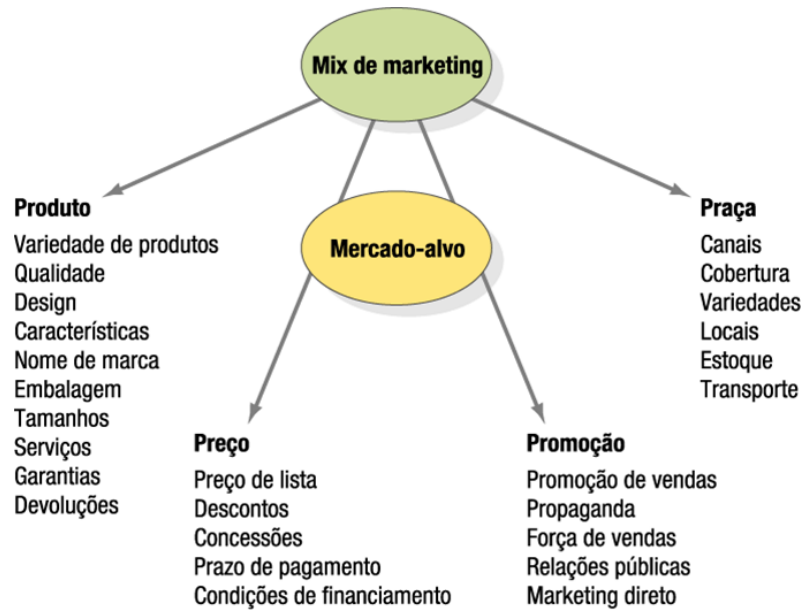 Mix de marketing
Mercado-alvo
Produto
Variedade de produtos
Qualidade
Design
Características
Nome de marca
Embalagem
Tamanhos
Serviços
Garantias
Devoluções
Preço
Preço de lista
Descontos
Concessões
Prazo de pagamento
Condições de financiamento
Promoção
Promoção de vendas
Propaganda
Força de vendas
Relações públicas
Marketing direto
Praça
Canais
Cobertura
Variedades
Locais
Estoque
Transporte